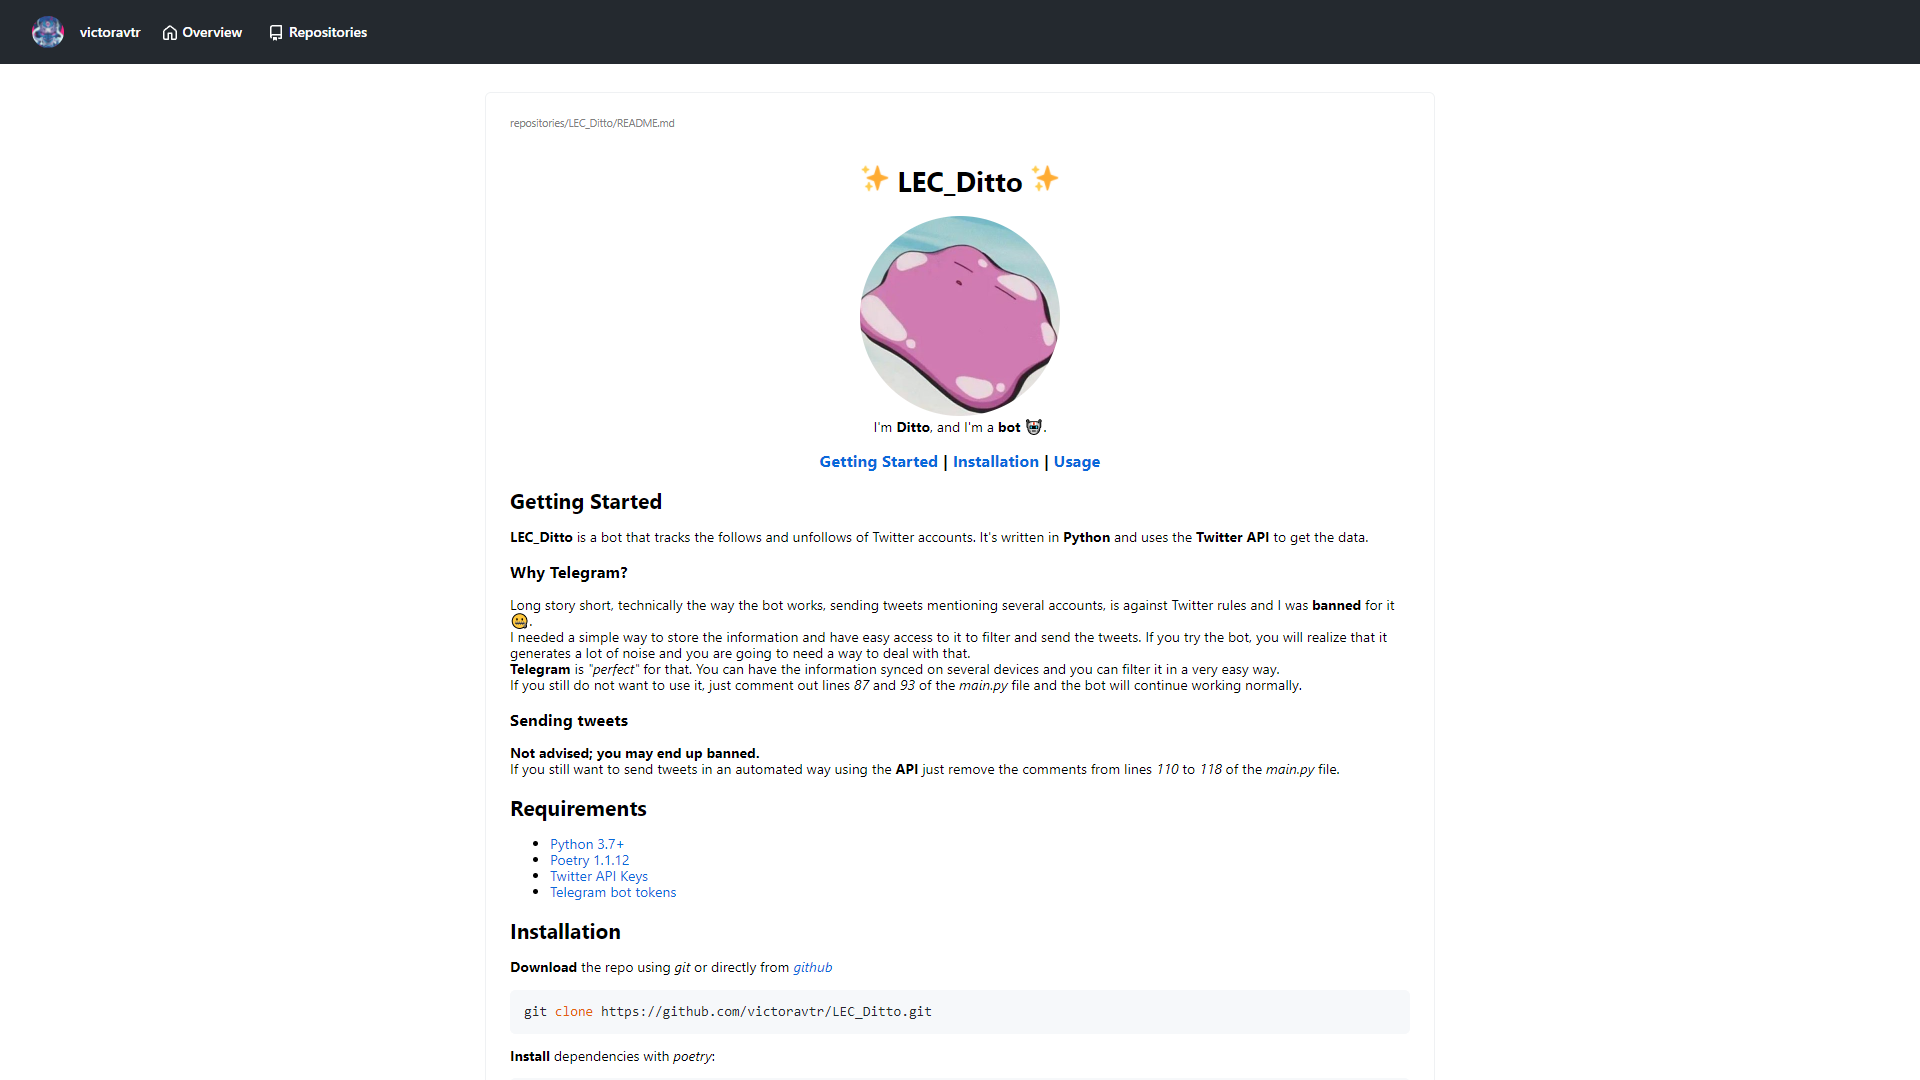 victoravtr Overview Repositories
repositories/LEC_Ditto/README.md
✨ LEC_Ditto ✨
I'm Ditto, and I'm a bot 🤖.
Getting Started | Installation | Usage
Getting Started
LEC_Ditto is a bot that tracks the follows and unfollows of Twitter accounts. It's written in Python and uses the Twitter API to get the data.
Why Telegram?
Long story short, technically the way the bot works, sending tweets mentioning several accounts, is against Twitter rules and I was banned for it
🤐.
I needed a simple way to store the information and have easy access to it to filter and send the tweets. If you try the bot, you will realize that it
generates a lot of noise and you are going to need a way to deal with that.
Telegram is "perfect" for that. You can have the information synced on several devices and you can filter it in a very easy way.
If you still do not want to use it, just comment out lines 87 and 93 of the main.py file and the bot will continue working normally.
Sending tweets
Not advised; you may end up banned.
If you still want to send tweets in an automated way using the API just remove the comments from lines 110 to 118 of the main.py file.
Requirements
• Python 3.7+
• Poetry 1.1.12
• Twitter API Keys
• Telegram bot tokens
Installation
Download the repo using git or directly from github
git clone https://github.com/victoravtr/LEC_Ditto.git
Install dependencies with poetry: